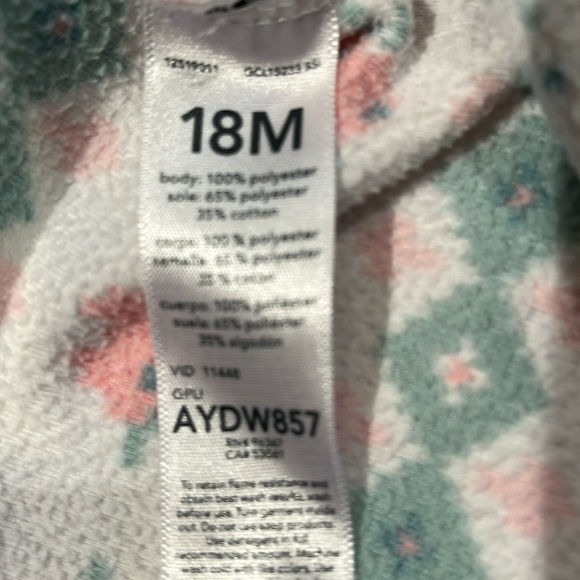 18M
body: 100% polyester
sole: 65% polyester
35% cotton
corps: 100 % polyester
semelle: 65 % polyester
35 % coton
cuerpo: 100% poliéster
suela: 65% poliéster
35% algodón
VID 11448
GPU
AYDW857
To retain flame resistance and
obtain best wash results, wash
before use. Turn garment inside
out. Do not use soap products.
Use detergents in full
recommended amount. Machine
wash cold with like colors. Use